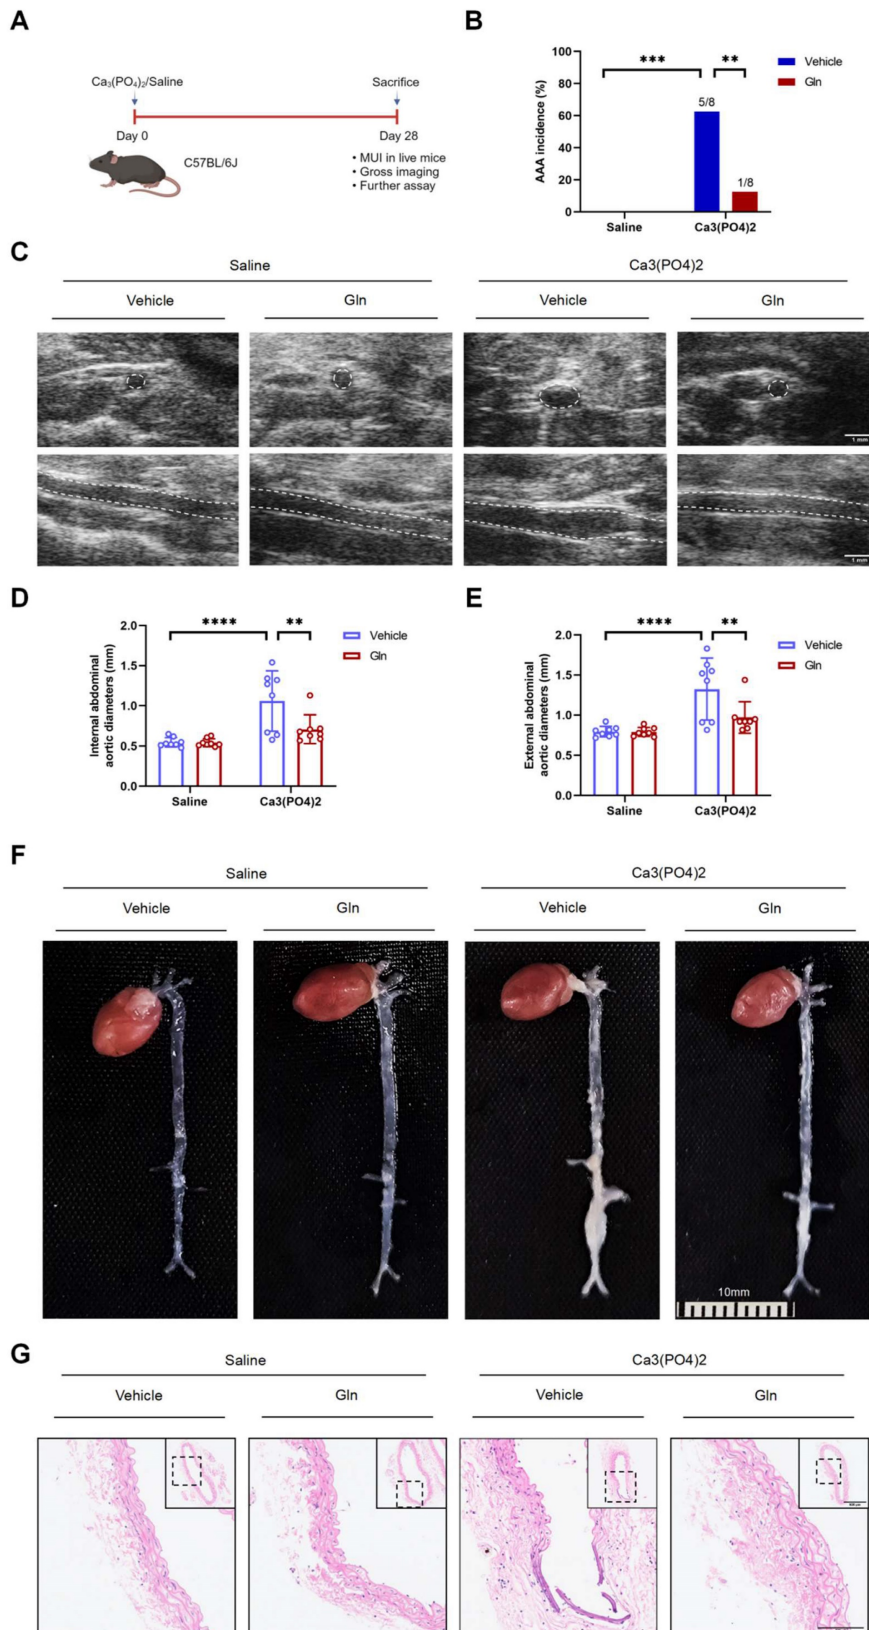 A
Ca₃(PO₄)₂/Saline
Sacrifice
Day 0
Day 28
C57BL/6J
• MUI in live mice
• Gross imaging
• Further assay
B
AAA incidence (%)
100
80
60
40
20
0
***
**
5/8
1/8
Vehicle
Gln
Saline
Ca3(PO4)2
C
Saline
Ca3(PO4)2
Vehicle
Gln
Vehicle
Gln
1 mm
1 mm
D
Internal abdominal
aortic diameters (mm)
2.0
1.5
1.0
0.5
0.0
****
**
Vehicle
Gln
Saline
Ca3(PO4)2
E
External abdominal
aortic diameters (mm)
2.0
1.5
1.0
0.5
0.0
****
**
Vehicle
Gln
Saline
Ca3(PO4)2
F
Saline
Ca3(PO4)2
Vehicle
Gln
Vehicle
Gln
10mm
G
Saline
Ca3(PO4)2
Vehicle
Gln
Vehicle
Gln